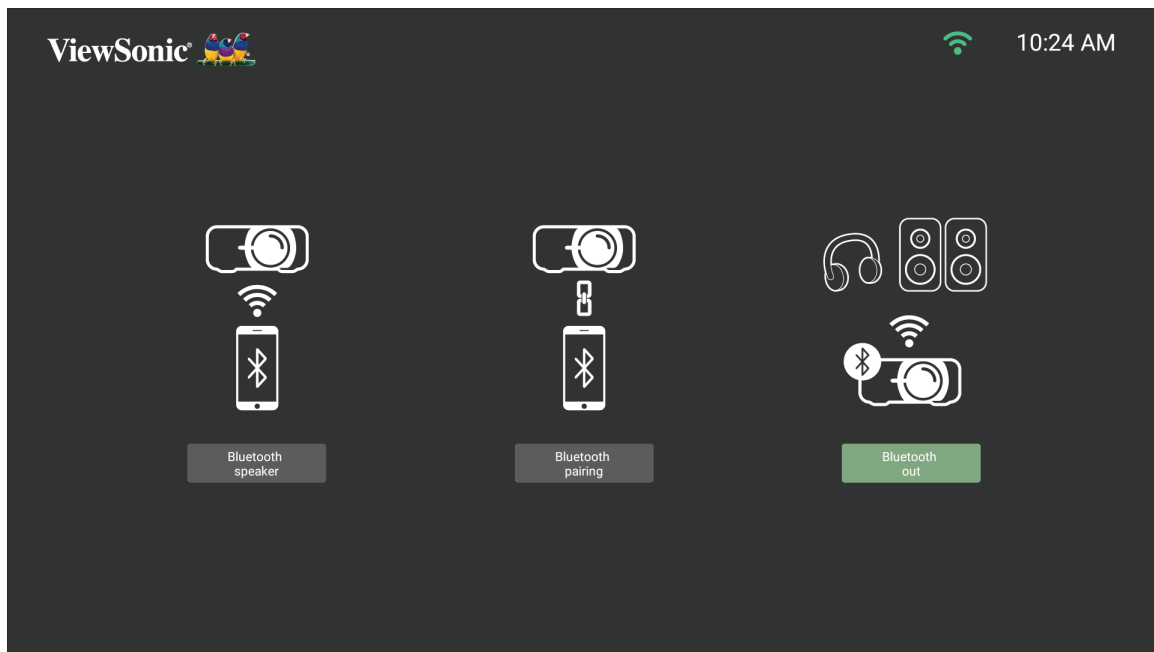 ViewSonic®
10:24 AM
Bluetooth
speaker
Bluetooth
pairing
Bluetooth
out